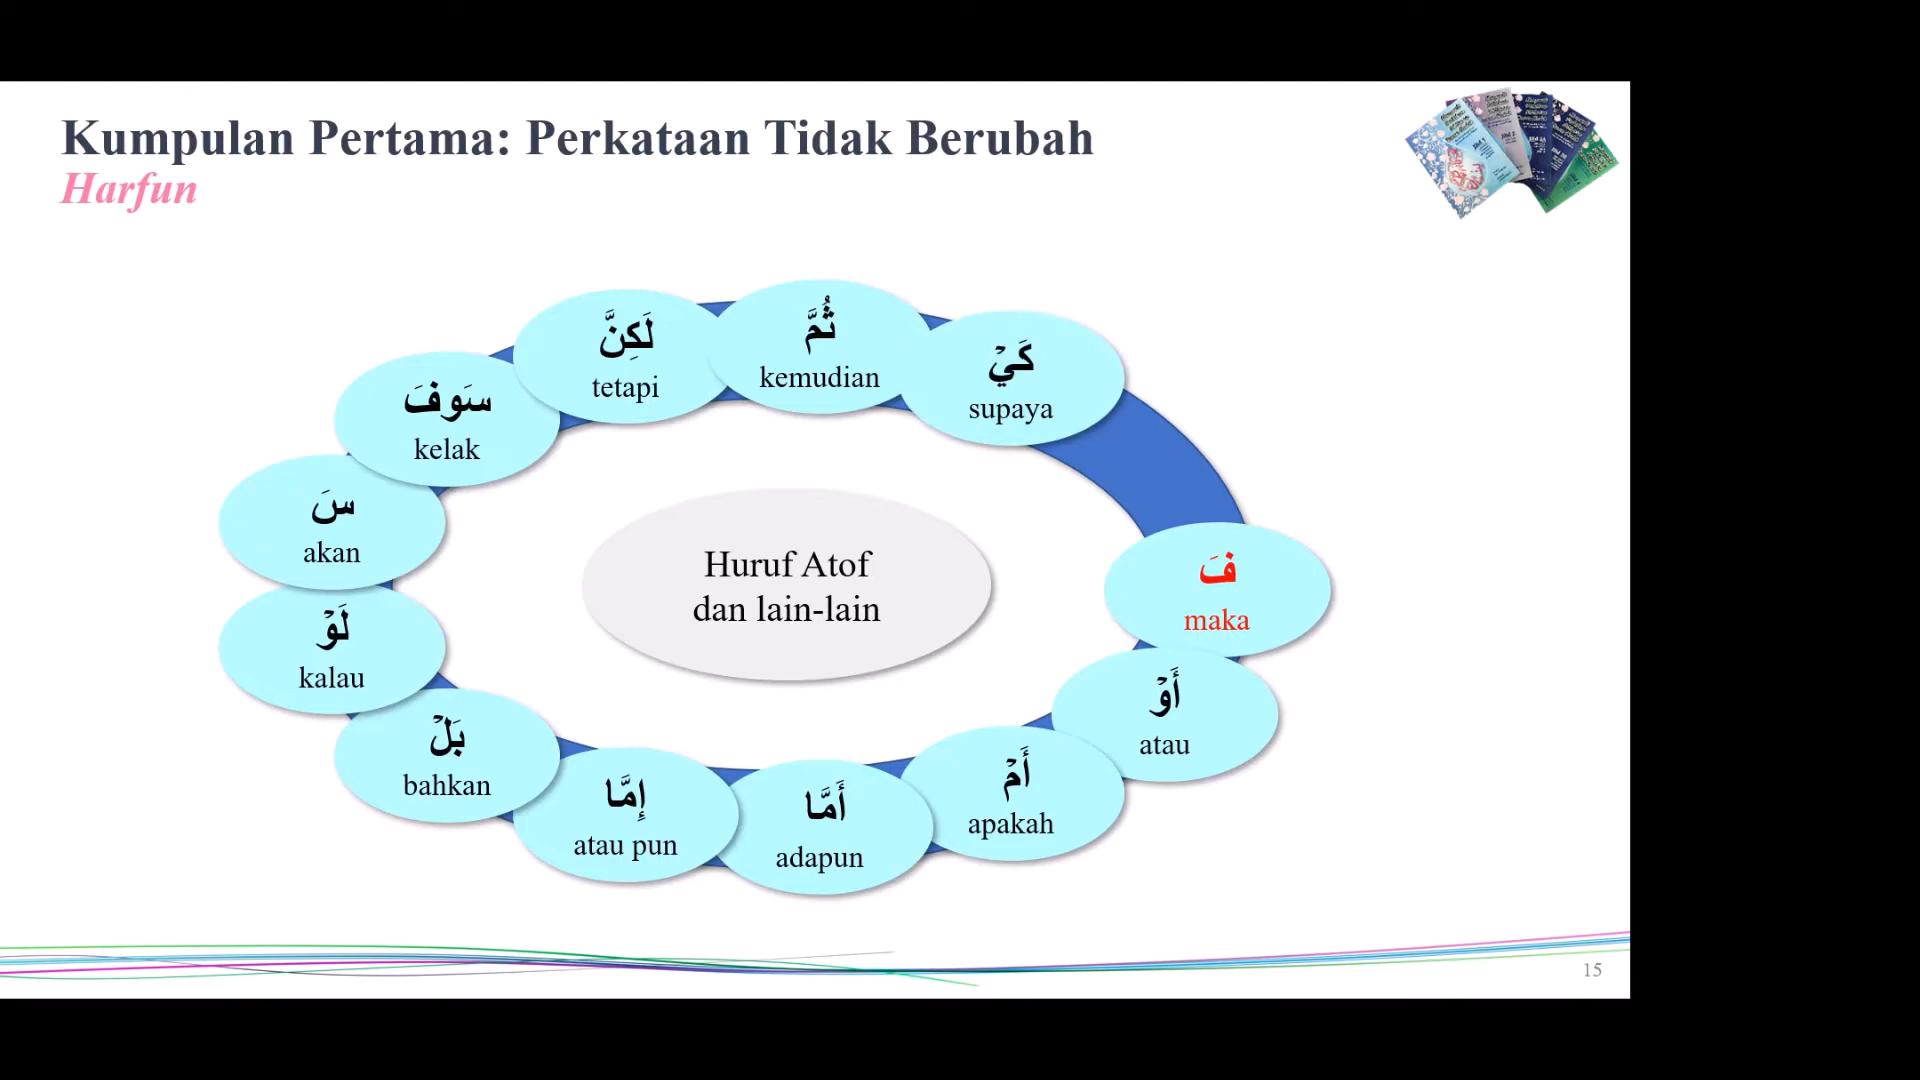 Kumpulan Pertama: Perkataan Tidak Berubah
Harfun
ثُمَّ
kemudian
كَيْ
supaya
لَكِنَّ
tetapi
سَوفَ
kelak
سَ
akan
لَوْ
kalau
بَلْ
bahkan
إِمَّا
atau pun
أَمَّا
adapun
أَمْ
apakah
أَوْ
atau
فَ
maka
Huruf Atof
dan lain-lain
15